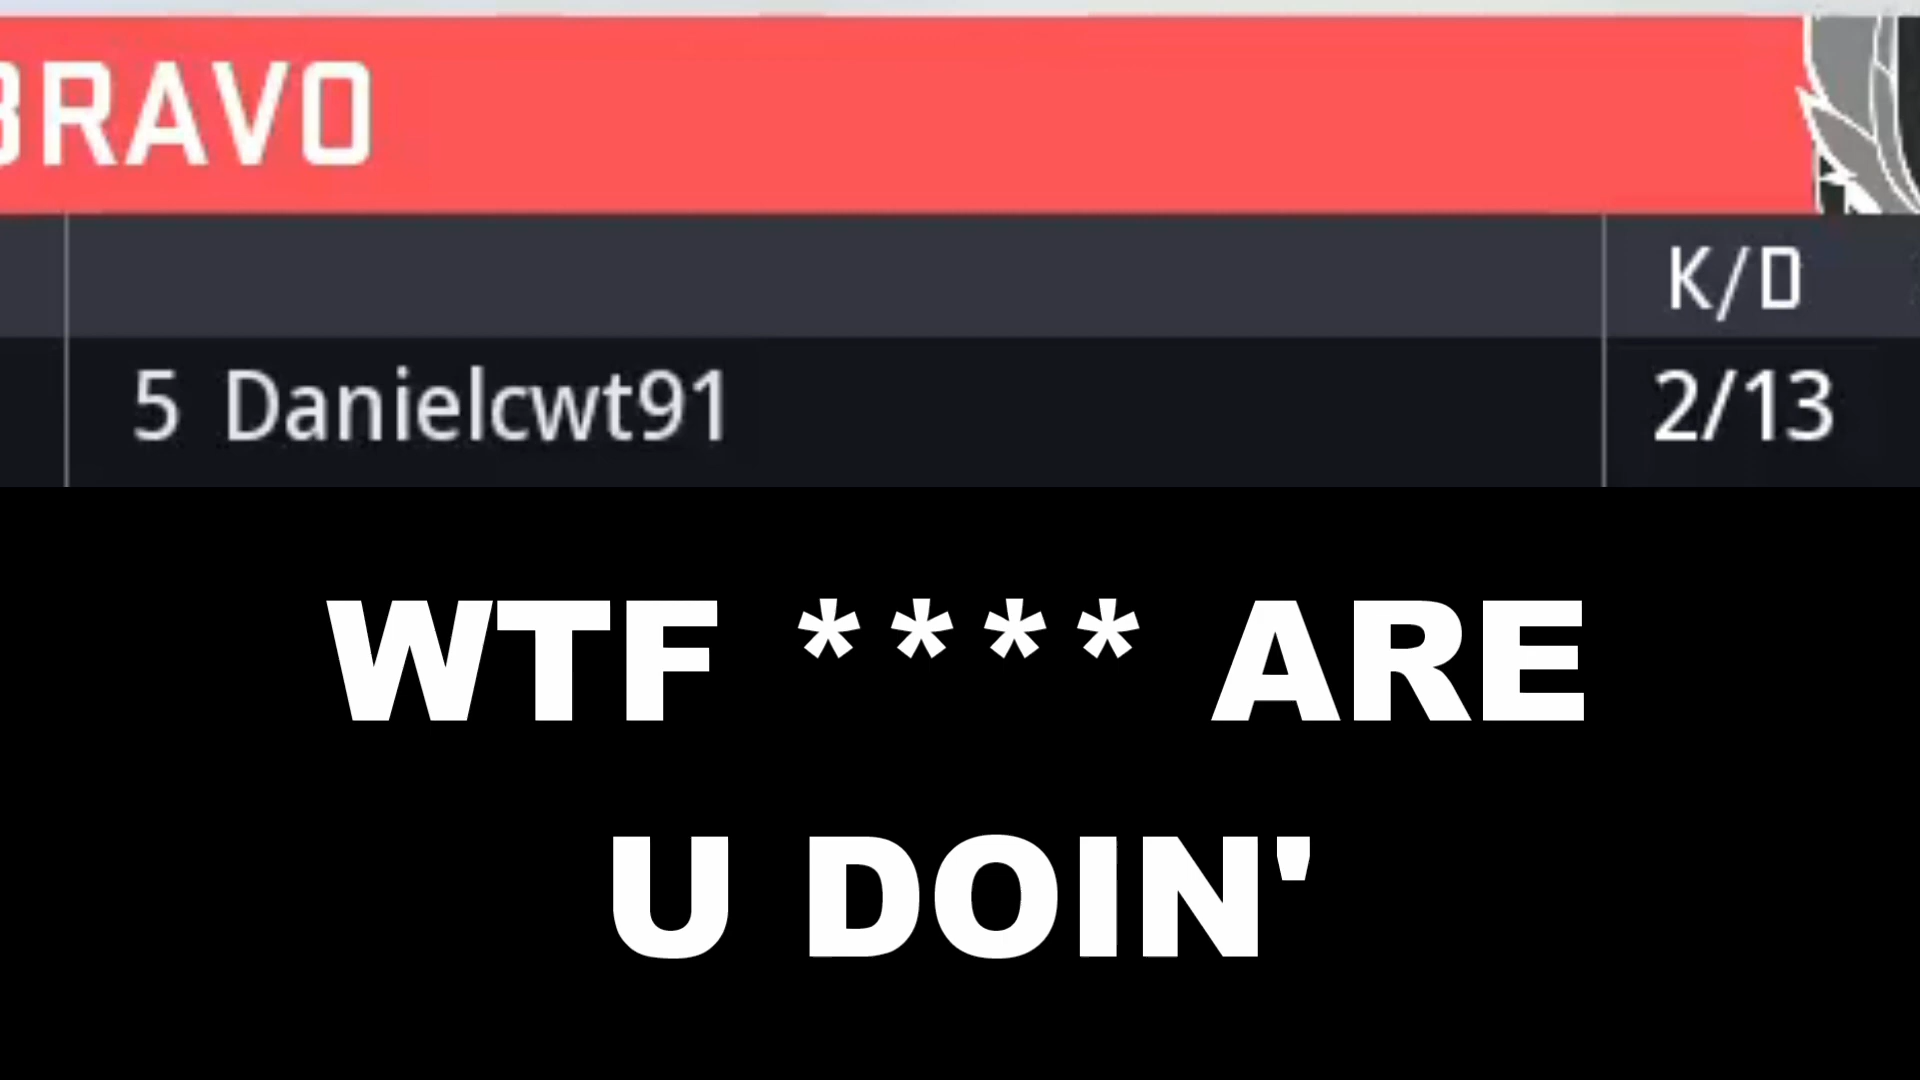 BRAVO
K/D
5 Danielcwt91 2/13
WTF **** ARE
U DOIN'